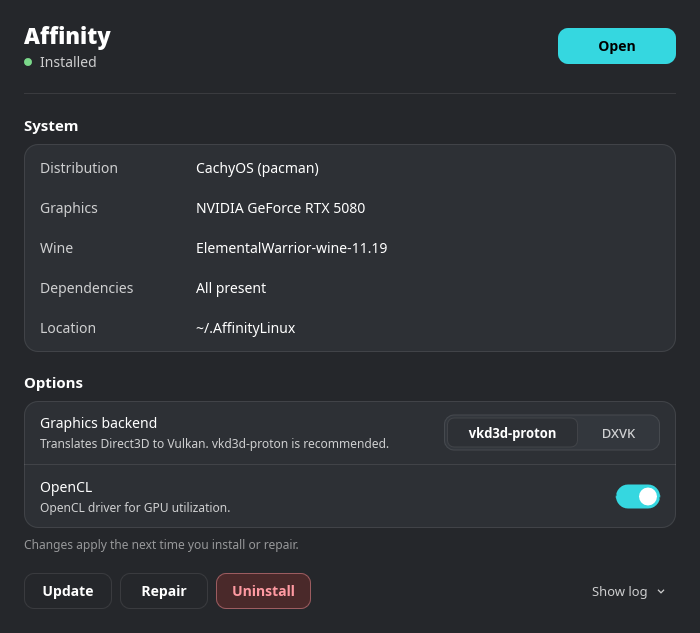 Affinity
Installed
Open
System
Distribution CachyOS (pacman)
Graphics NVIDIA GeForce RTX 5080
Wine ElementalWarrior-wine-11.19
Dependencies All present
Location ~/.AffinityLinux
Options
Graphics backend
Translates Direct3D to Vulkan. vkd3d-proton is recommended.
vkd3d-proton DXVK
OpenCL
OpenCL driver for GPU utilization.
Changes apply the next time you install or repair.
Update Repair Uninstall Show log